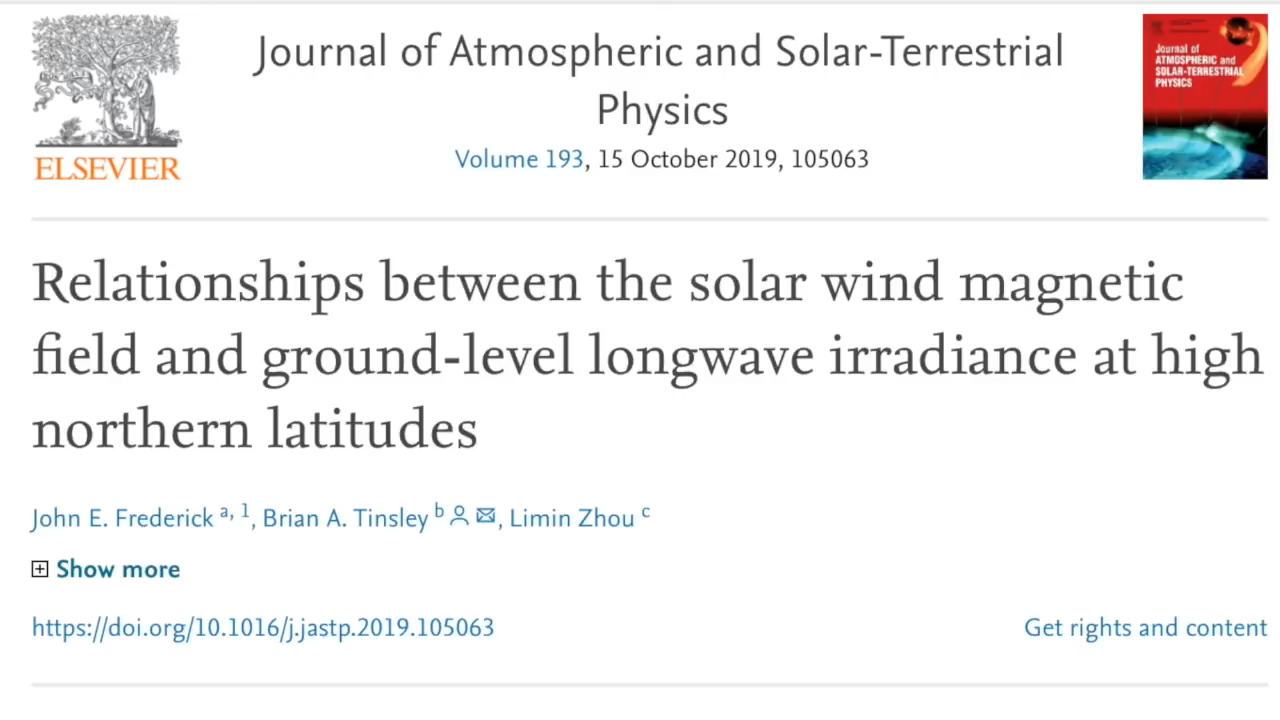 Journal of Atmospheric and Solar-Terrestrial
Physics
Volume 193, 15 October 2019, 105063
ELSEVIER
Journal of
ATMOSPHERIC and
SOLAR-TERRESTRIAL
PHYSICS
Relationships between the solar wind magnetic
field and ground-level longwave irradiance at high
northern latitudes
John E. Frederick a, 1, Brian A. Tinsley b, Limin Zhou c
Show more
https://doi.org/10.1016/j.jastp.2019.105063
Get rights and content